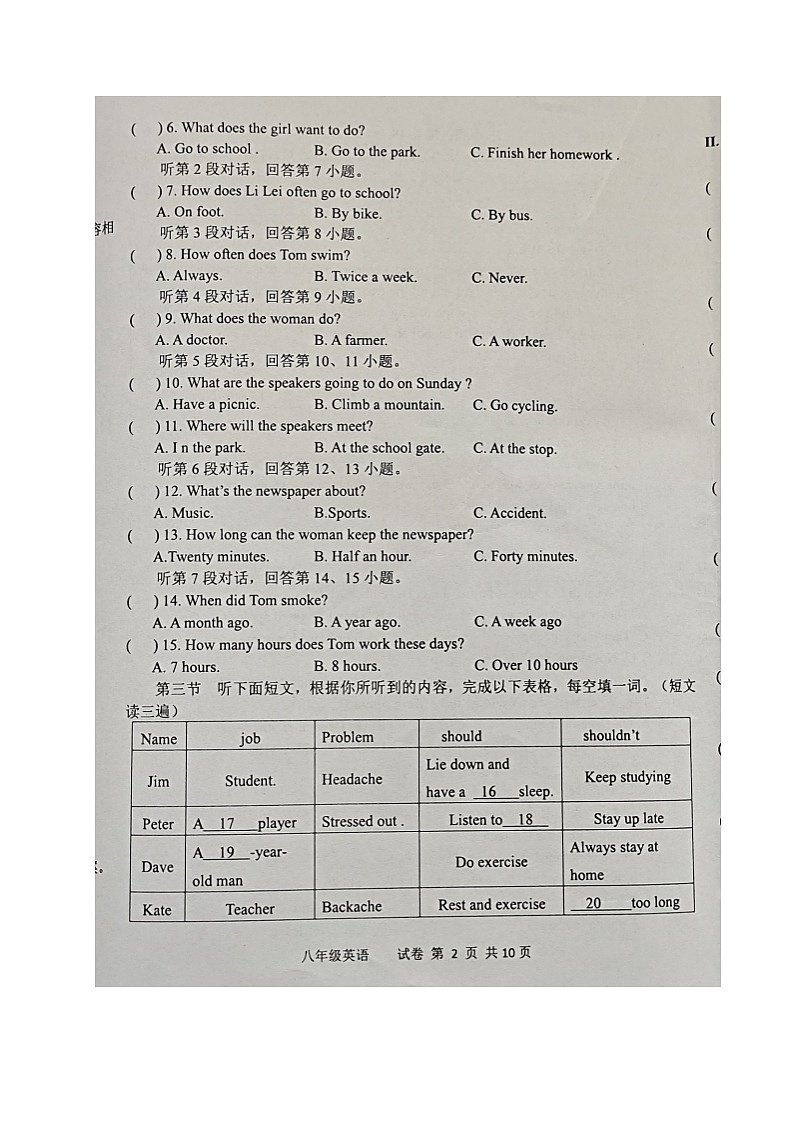 ( ) 6. What does the girl want to do?
A. Go to school . B. Go to the park. C. Finish her homework .
听第 2 段对话，回答第 7 小题。
( ) 7. How does Li Lei often go to school?
A. On foot. B. By bike. C. By bus.
听第 3 段对话，回答第 8 小题。
( ) 8. How often does Tom swim?
A. Always. B. Twice a week. C. Never.
听第 4 段对话，回答第 9 小题。
( ) 9. What does the woman do?
A. A doctor. B. A farmer. C. A worker.
听第 5 段对话，回答第 10、11 小题。
( ) 10. What are the speakers going to do on Sunday ?
A. Have a picnic. B. Climb a mountain. C. Go cycling.
( ) 11. Where will the speakers meet?
A. I n the park. B. At the school gate. C. At the stop.
听第 6 段对话，回答第 12、13 小题。
( ) 12. What's the newspaper about?
A. Music. B.Sports. C. Accident.
( ) 13. How long can the woman keep the newspaper?
A.Twenty minutes. B. Half an hour. C. Forty minutes.
听第 7 段对话，回答第 14、15 小题。
( ) 14. When did Tom smoke?
A. A month ago. B. A year ago. C. A week ago
( ) 15. How many hours does Tom work these days?
A. 7 hours. B. 8 hours. C. Over 10 hours
第三节 听下面短文，根据你所听到的内容，完成以下表格，每空填一词。（短文
读三遍）
Name job Problem should shouldn't
Jim Student. Headache Lie down and have a 16 sleep. Keep studying
Peter A 17 player Stressed out . Listen to 18 Stay up late
Dave A 19 -year-old man Do exercise Always stay at home
Kate Teacher Backache Rest and exercise 20 too long
八年级英语 试卷 第 2 页 共 10 页
II.
相